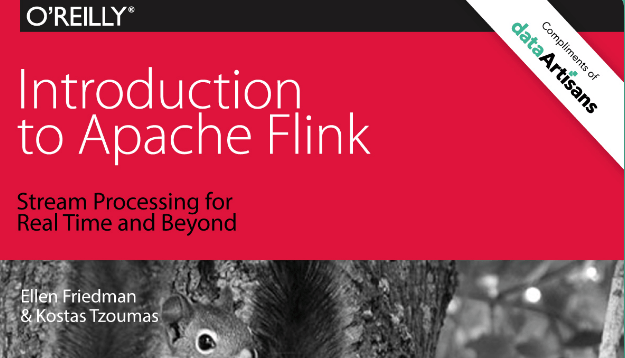 O'REILLY®
Compliments of
dataArtisans
Introduction
to Apache Flink
Stream Processing for
Real Time and Beyond
Ellen Friedman
& Kostas Tzoumas